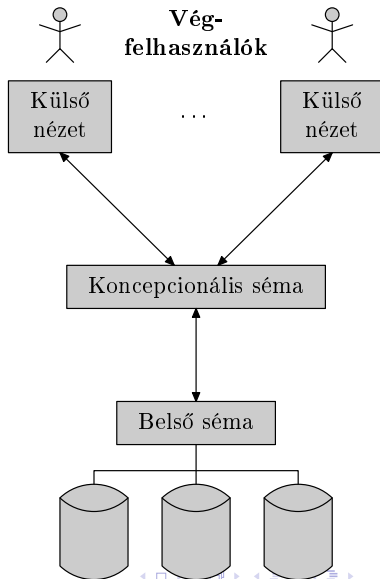 Vég-
felhasználók
Külső
nézet
. . .
Külső
nézet
Koncepcionális séma
Belső séma